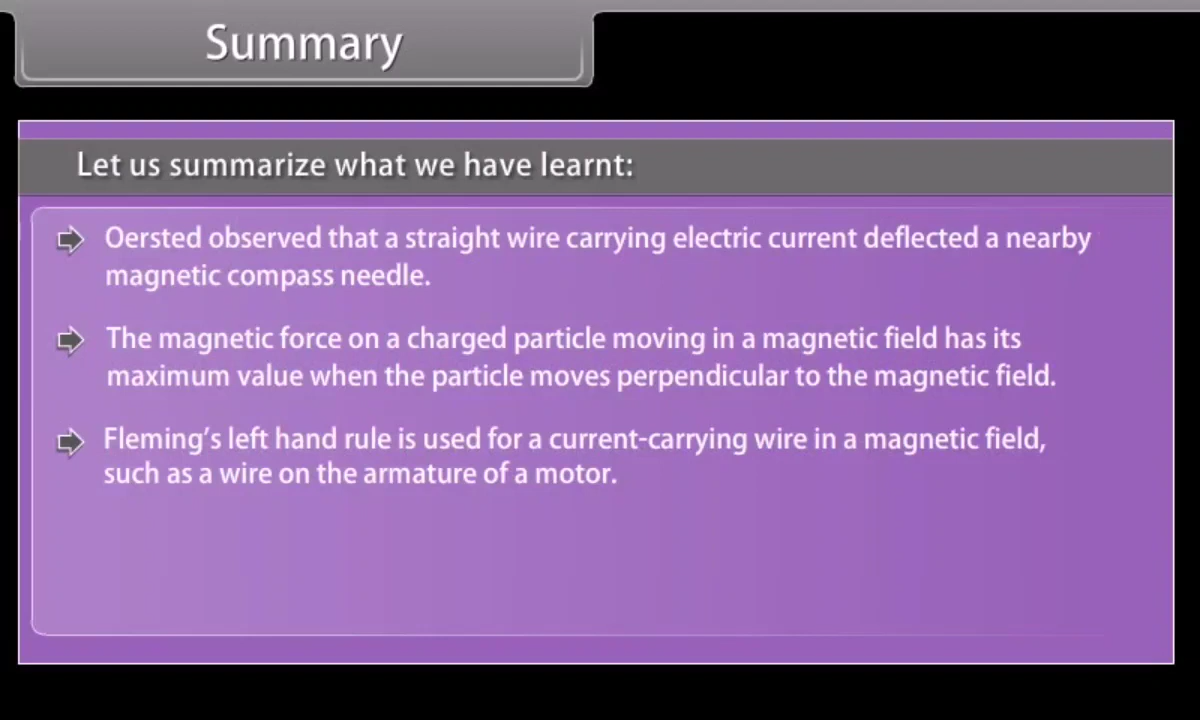 Summary
Let us summarize what we have learnt:
Oersted observed that a straight wire carrying electric current deflected a nearby
magnetic compass needle.
The magnetic force on a charged particle moving in a magnetic field has its
maximum value when the particle moves perpendicular to the magnetic field.
Fleming's left hand rule is used for a current-carrying wire in a magnetic field,
such as a wire on the armature of a motor.